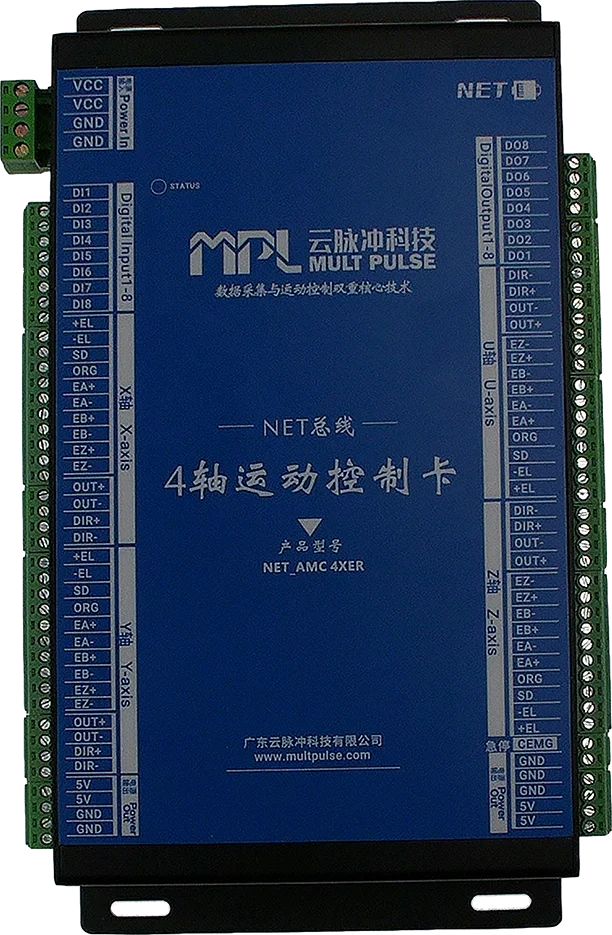 VCC
VCC
GND
GND
Power In
NET
STATUS
DI1
DI2
DI3
DI4
DI5
DI6
DI7
DI8
Digital Input1-8
+EL
-EL
SD
ORG
EA+
EA-
EB+
EB-
EZ+
EZ-
OUT+
OUT-
DIR+
DIR-
X轴 X-axis
+EL
-EL
SD
ORG
EA+
EA-
EB+
EB-
EZ+
EZ-
OUT+
OUT-
DIR+
DIR-
Y轴 Y-axis
5V
5V
GND
GND
Power Out
MPL 云脉冲科技
MULT PULSE
数据采集与运动控制双重核心技术
NET总线
4轴运动控制卡
产品型号
NET_AMC 4XER
广东云脉冲科技有限公司
www.multpulse.com
DO8
DO7
DO6
DO5
DO4
DO3
DO2
DO1
Digital Output1-8
DIR-
DIR+
OUT-
OUT+
EZ-
EZ+
EB-
EB+
EA-
EA+
ORG
SD
-EL
+EL
U轴 U-axis
DIR-
DIR+
OUT-
OUT+
EZ-
EZ+
EB-
EB+
EA-
EA+
ORG
SD
-EL
+EL
Z轴 Z-axis
急停 CEMG
GND
GND
GND
5V
5V
Power Out